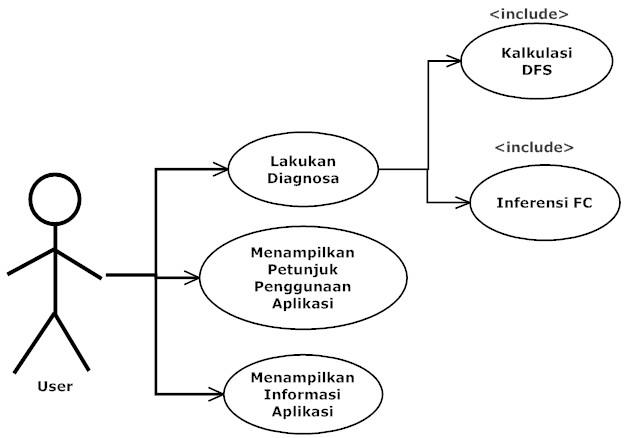 <include>
Kalkulasi
DFS
<include>
Lakukan
Diagnosa
Inferensi FC
Menampilkan
Petunjuk
Penggunaan
Aplikasi
User
Menampilkan
Informasi
Aplikasi